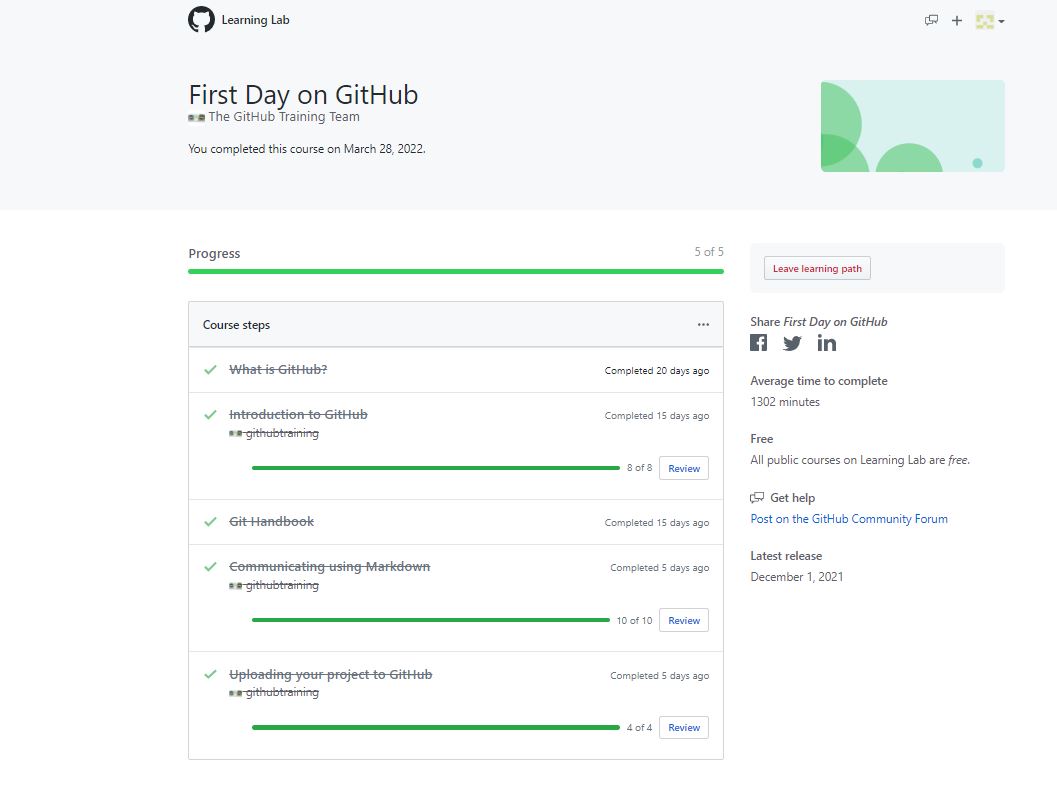 Learning Lab
First Day on GitHub
The GitHub Training Team
You completed this course on March 28, 2022.
Progress
5 of 5
Course steps
What is GitHub?
Completed 20 days ago
Introduction to GitHub
Completed 15 days ago
githubtraining
8 of 8
Review
Git Handbook
Completed 15 days ago
Communicating using Markdown
Completed 5 days ago
githubtraining
10 of 10
Review
Uploading your project to GitHub
Completed 5 days ago
githubtraining
4 of 4
Review
Leave learning path
Share First Day on GitHub
Average time to complete
1302 minutes
Free
All public courses on Learning Lab are free.
Get help
Post on the GitHub Community Forum
Latest release
December 1, 2021